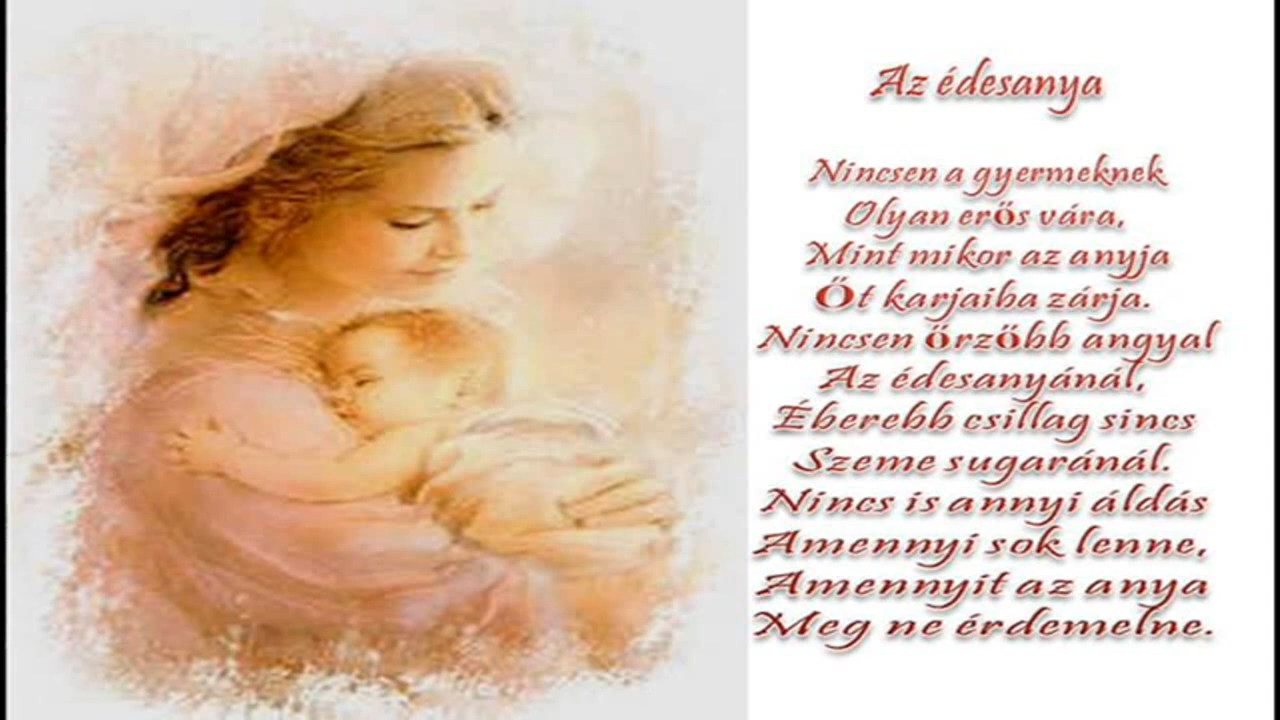 Az édesanya
Nincsen a gyermeknek
Olyan erős vára,
Mint mikor az anyja
Őt karjaiba zárja.
Nincsen őrzőbb angyal
Az édesanyánál,
Éberebb csillag sincs
Szeme sugaránál.
Nincs is annyi áldás
Amennyi sok lenne,
Amennyit az anya
Meg ne érdemelne.